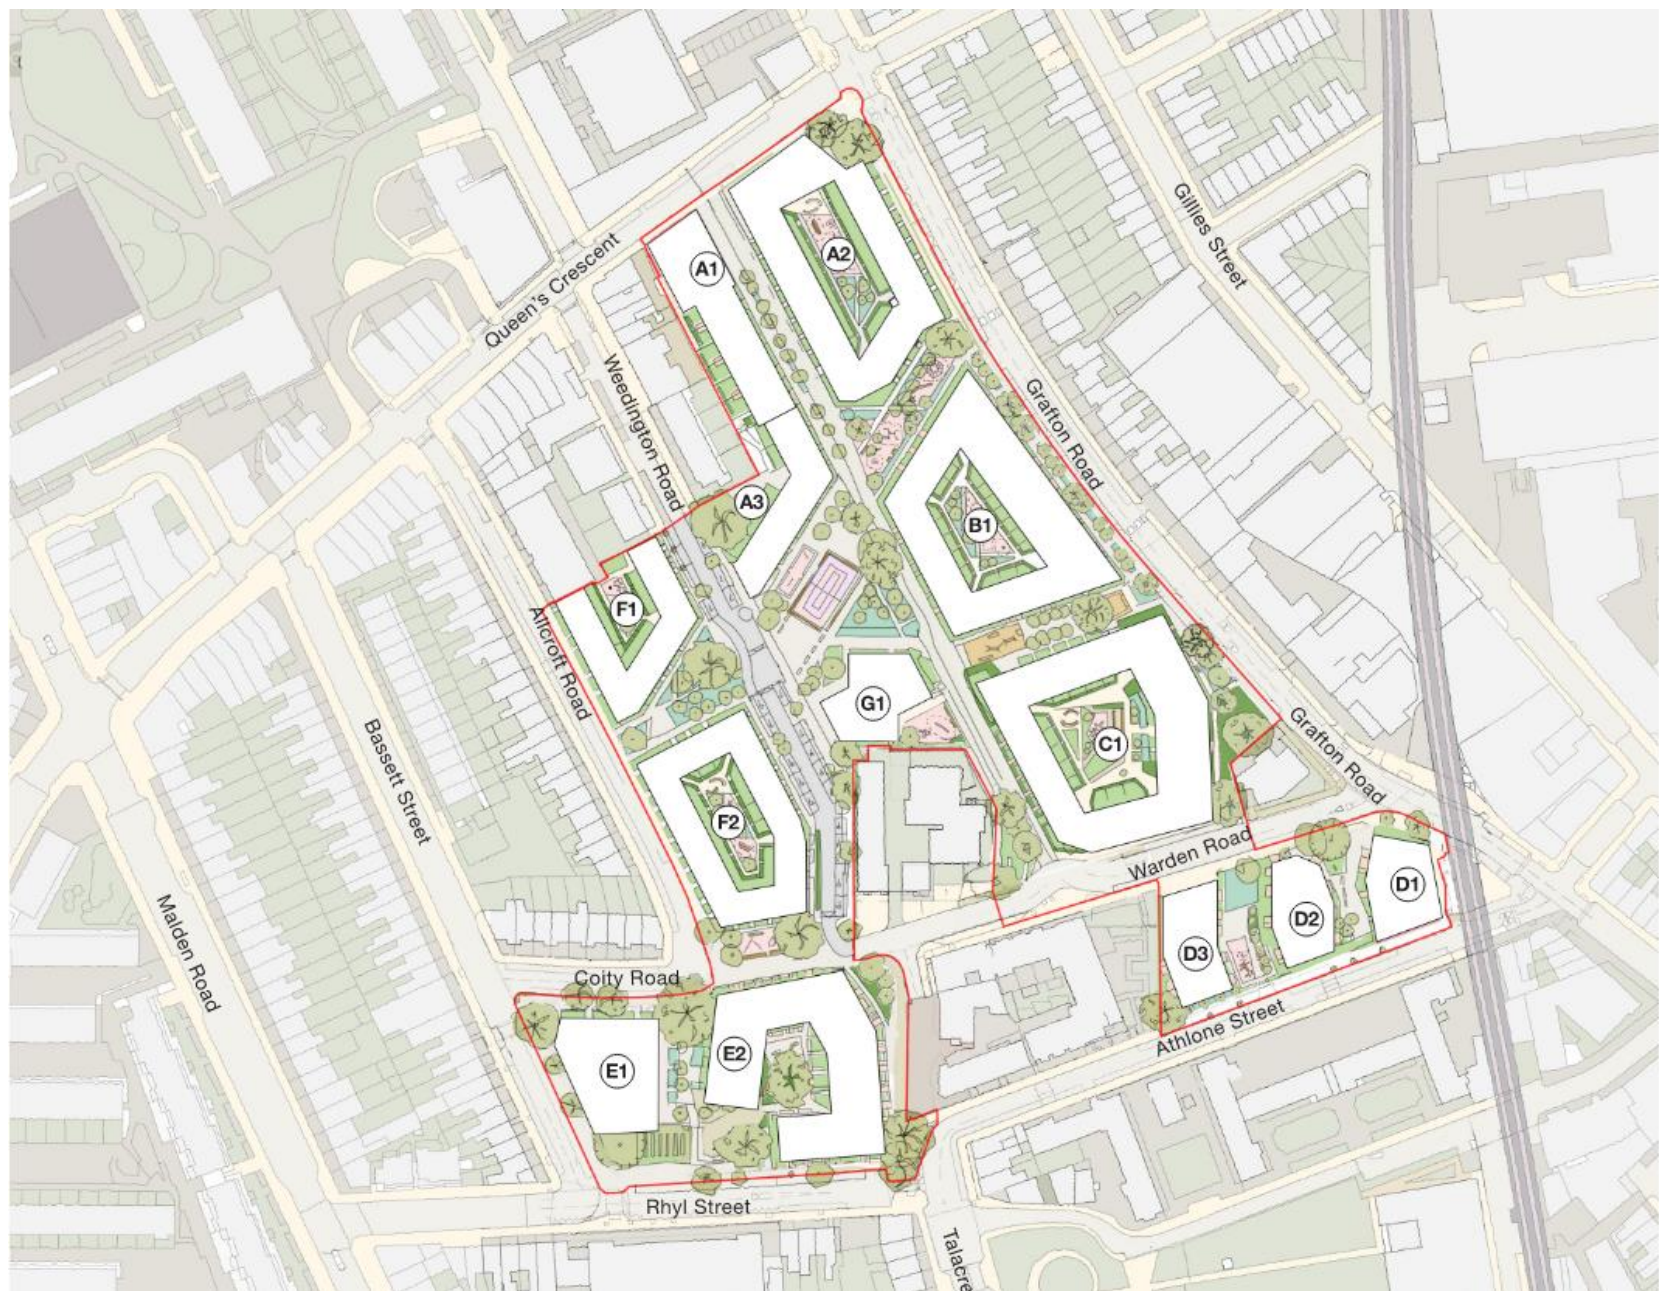 Gillies Street
A2
A1
Queen's Crescent
Weedington Road
Grafton Road
A3
B1
F1
Allcroft Road
G1
C1
Grafton Road
Bassett Street
F2
Warden Road
D1
D2
Malden Road
D3
Coity Road
Athlone Street
E2
E1
Rhyl Street
Talacre